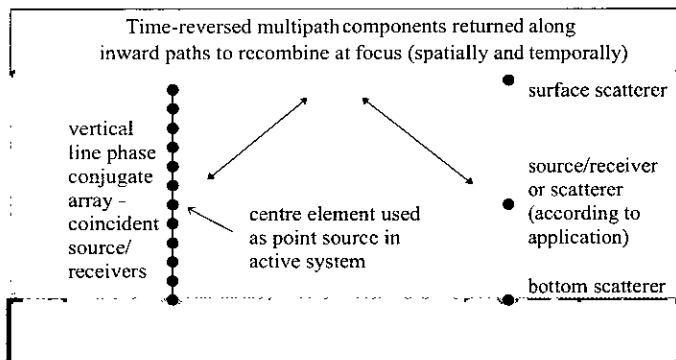 Time-reversed multipath components returned along
inward paths to recombine at focus (spatially and temporally)
surface scatterer
vertical
line phase
conjugate
array –
coincident
source/
receivers
centre element used
as point source in
active system
source/receiver
or scatterer
(according to
application)
bottom scatterer